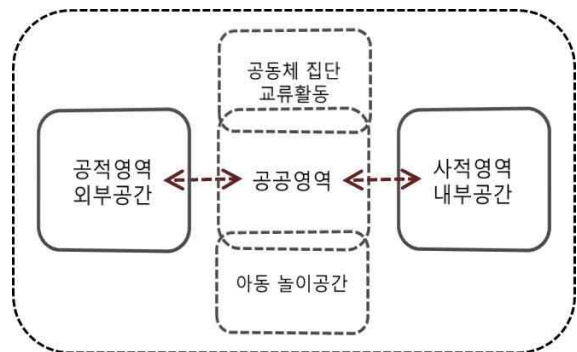 공동체 집단
교류활동
공적영역
외부공간
공공영역
사적영역
내부공간
아동 놀이공간